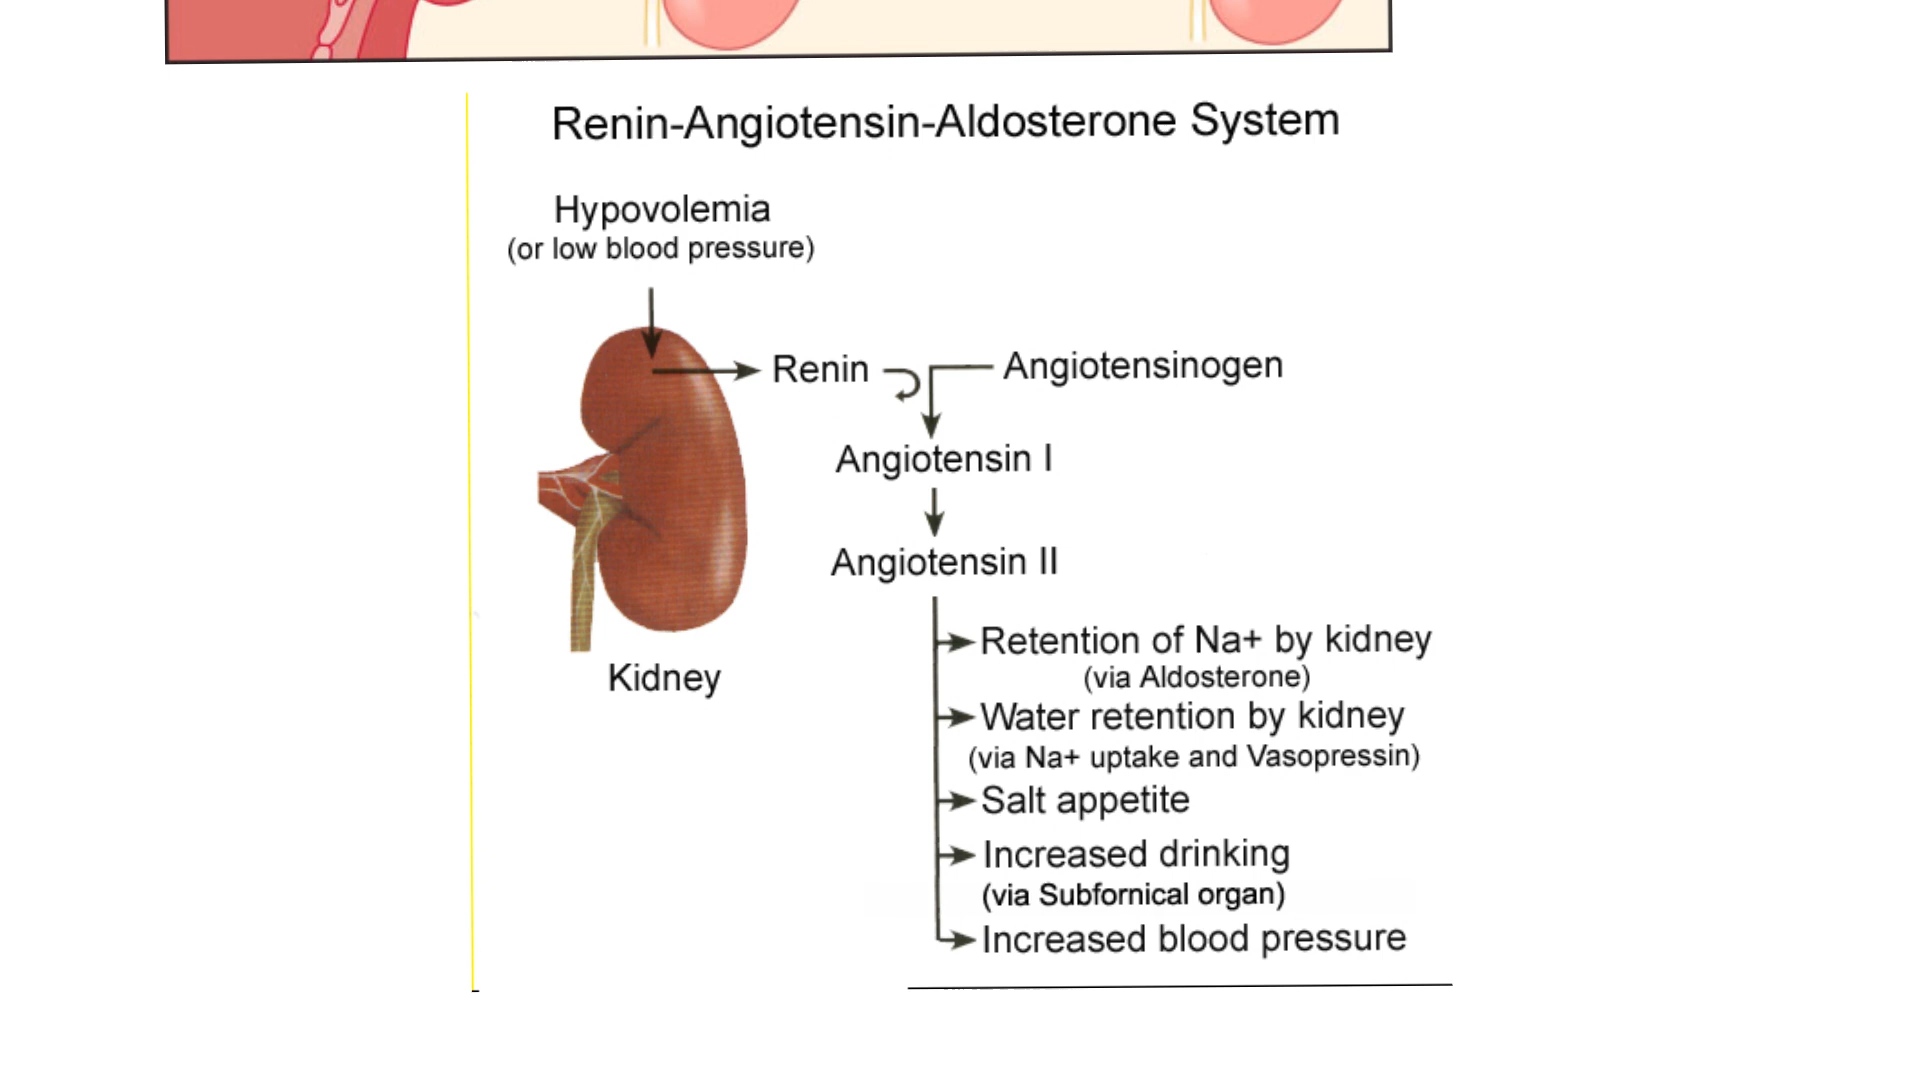 Renin-Angiotensin-Aldosterone System
Hypovolemia
(or low blood pressure)
Renin
Angiotensinogen
Angiotensin I
Angiotensin II
Retention of Na+ by kidney
(via Aldosterone)
Kidney
Water retention by kidney
(via Na+ uptake and Vasopressin)
Salt appetite
Increased drinking
(via Subfornical organ)
Increased blood pressure